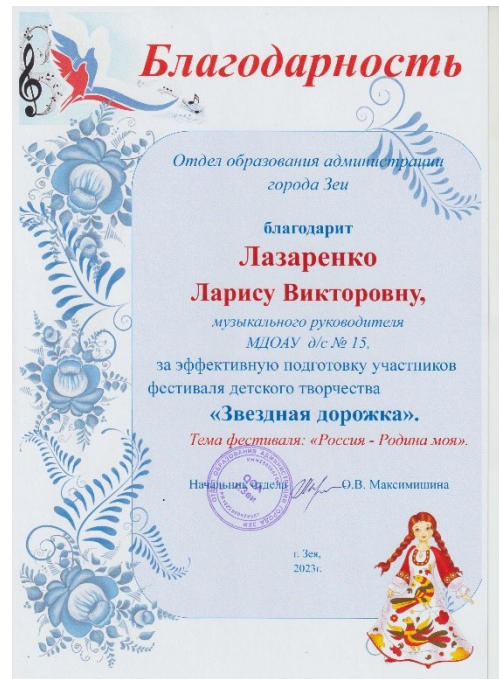 Благодарность
Отдел образования администрации
города Зеи
благодарит
Лазаренко
Ларису Викторовну,
музыкального руководителя
МДОАУ д/с № 15,
за эффективную подготовку участников
фестиваля детского творчества
«Звездная дорожка».
Тема фестиваля: «Россия - Родина моя».
Начальник отдела О.В. Максимишина
г. Зея,
2023г.